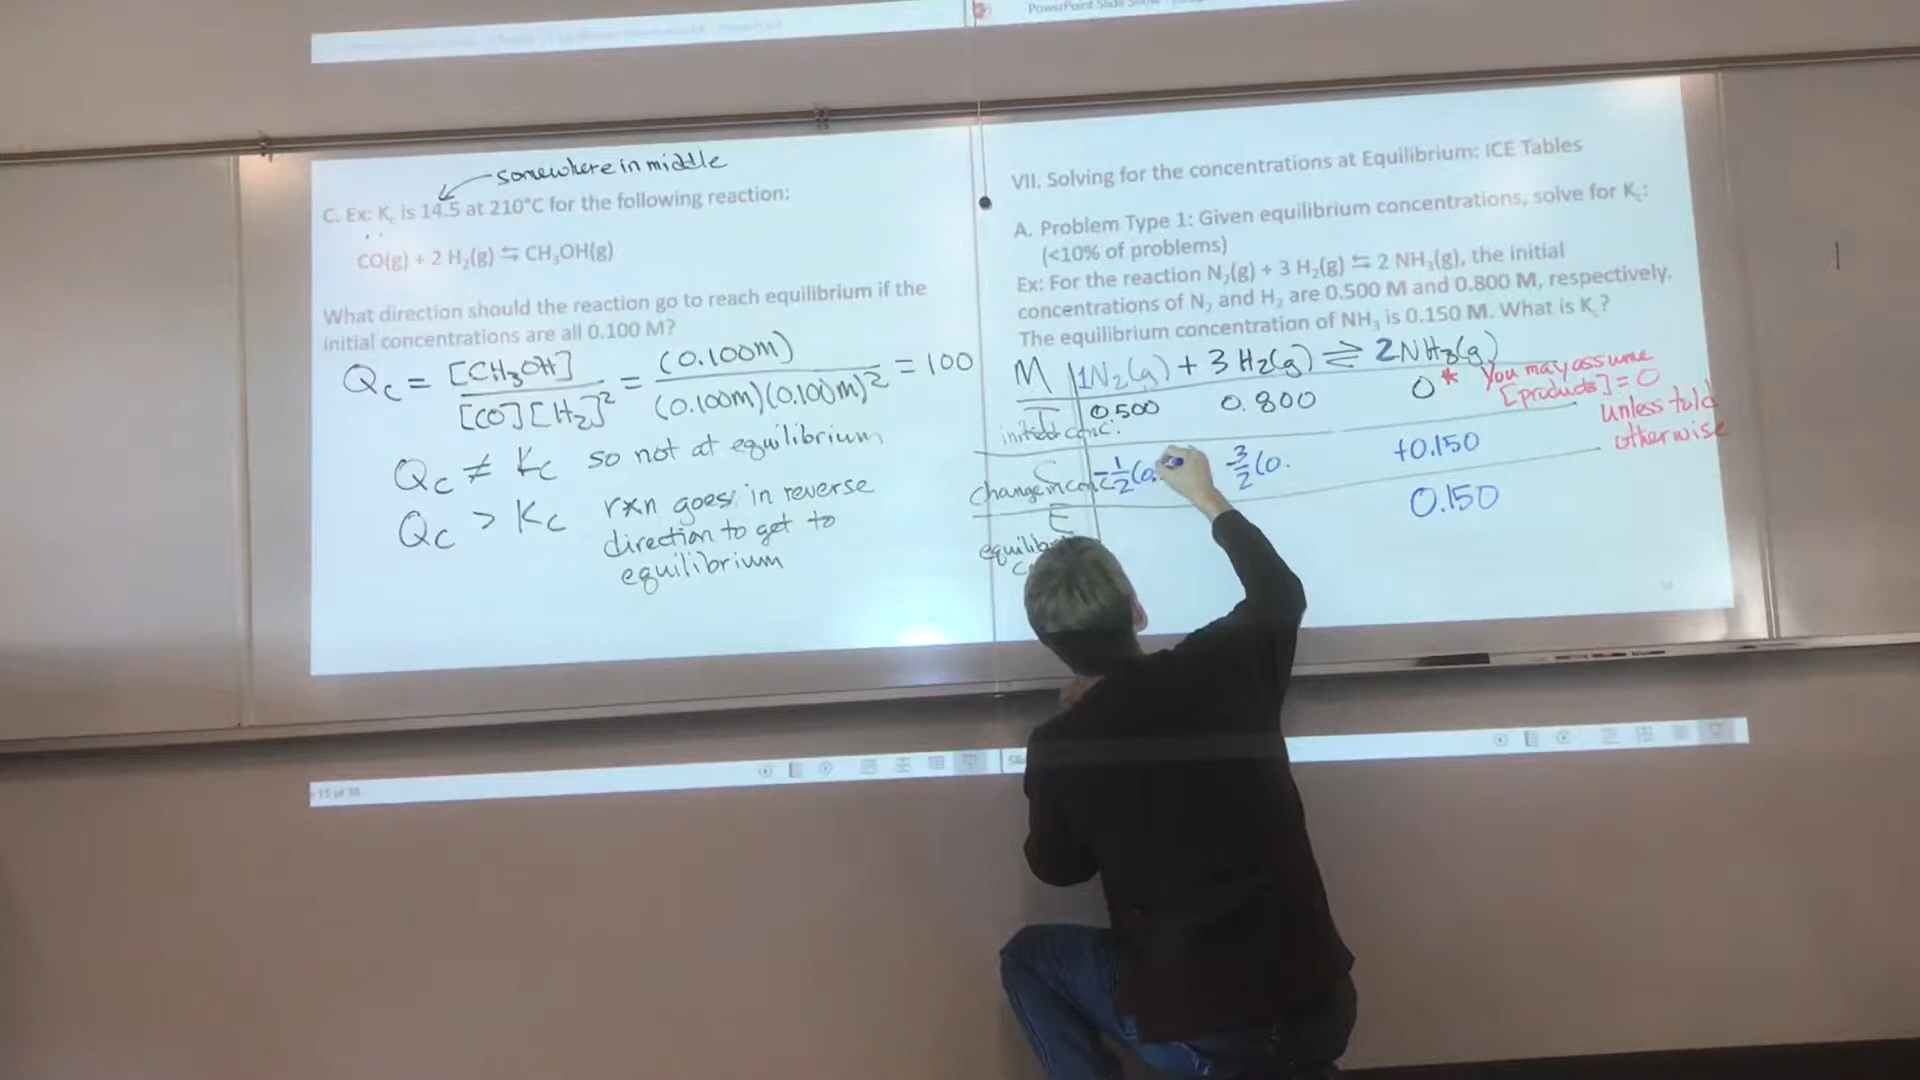 PowerPoint Slide Show
somewhere in middle
C. Ex: Kc is 14.5 at 210°C for the following reaction:
CO(g) + 2 H₂(g) ⇆ CH₃OH(g)
What direction should the reaction go to reach equilibrium if the
initial concentrations are all 0.100 M?
Qc = [CH₃OH] / [CO][H₂]² = (0.100M) / (0.100M)(0.100M)² = 100
Qc ≠ Kc so not at equilibrium
Qc > Kc rxn goes in reverse
direction to get to
equilibrium
15 of 38
VII. Solving for the concentrations at Equilibrium: ICE Tables
A. Problem Type 1: Given equilibrium concentrations, solve for Kc:
(<10% of problems)
Ex: For the reaction N₂(g) + 3 H₂(g) ⇆ 2 NH₃(g), the initial
concentrations of N₂ and H₂ are 0.500 M and 0.800 M, respectively.
The equilibrium concentration of NH₃ is 0.150 M. What is Kc?
M | 1N₂(g) + 3 H₂(g) ⇌ 2NH₃(g)
I 0.500 0.800 0 *
initial conc.
You may assume
[products] = 0
unless told
otherwise
C -1/2(0. -3/2(0. +0.150
change in conc
E 0.150